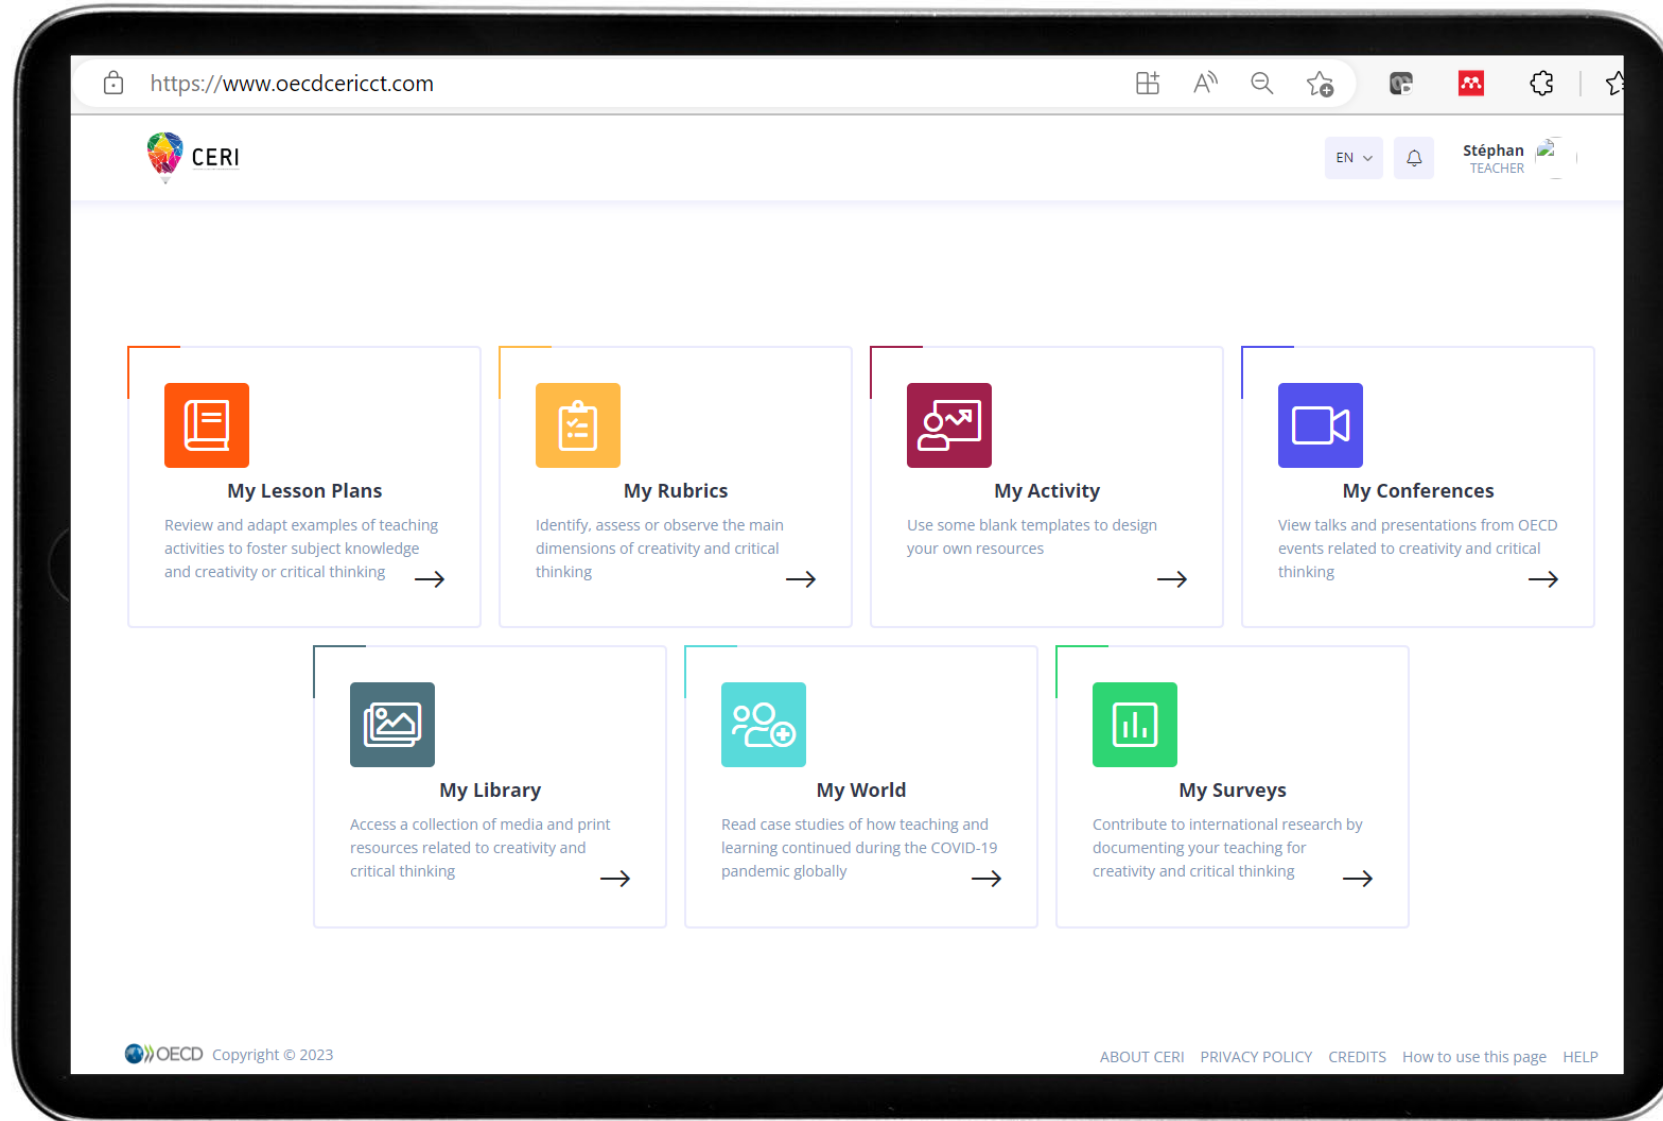 https://www.oecdcericct.com
CERI
EN
Stéphan
TEACHER
My Lesson Plans
Review and adapt examples of teaching
activities to foster subject knowledge
and creativity or critical thinking
My Rubrics
Identify, assess or observe the main
dimensions of creativity and critical
thinking
My Activity
Use some blank templates to design
your own resources
My Conferences
View talks and presentations from OECD
events related to creativity and critical
thinking
My Library
Access a collection of media and print
resources related to creativity and
critical thinking
My World
Read case studies of how teaching and
learning continued during the COVID-19
pandemic globally
My Surveys
Contribute to international research by
documenting your teaching for
creativity and critical thinking
OECD Copyright © 2023
ABOUT CERI PRIVACY POLICY CREDITS How to use this page HELP